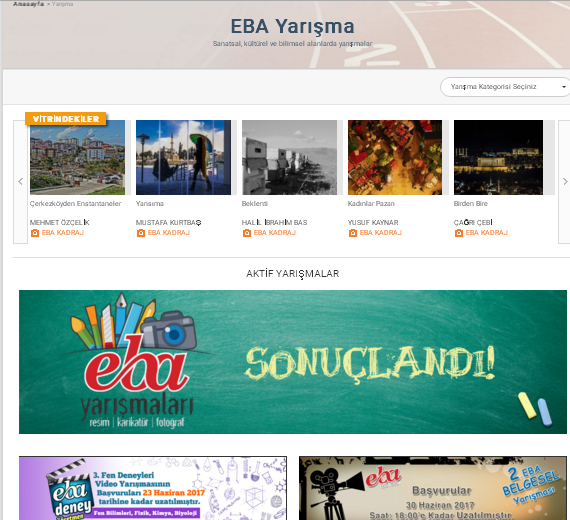 Anasayfa » Yarışma
EBA Yarışma
Sanatsal, kültürel ve bilimsel alanlarda yarışmalar
Yarışma Kategorisi Seçiniz
VİTRİNDEKİLER
Çerkezköyden Enstantaneler
MEHMET ÖZÇELİK
EBA KADRAJ
Yansıma
MUSTAFA KURTBAŞ
EBA KADRAJ
Beklenti
HALİL İBRAHİM BAS
EBA KADRAJ
Kadınlar Pazarı
YUSUF KAYNAR
EBA KADRAJ
Birden Bire
ÇAĞRI ÇEBİ
EBA KADRAJ
AKTİF YARIŞMALAR
eba
yarışmaları
resim | karikatür | fotoğraf
SONUÇLANDI!
eba
deney
3. Fen Deneyleri
Video Yarışmasının
Başvuruları 23 Haziran 2017
tarihine kadar uzatılmıştır.
Fen Bilimleri, Fizik, Kimya, Biyoloji
eba
Başvurular
30 Haziran 2017
Saat: 18:00'e Kadar Uzatılmıştır
2. EBA
BELGESEL
Yarışması